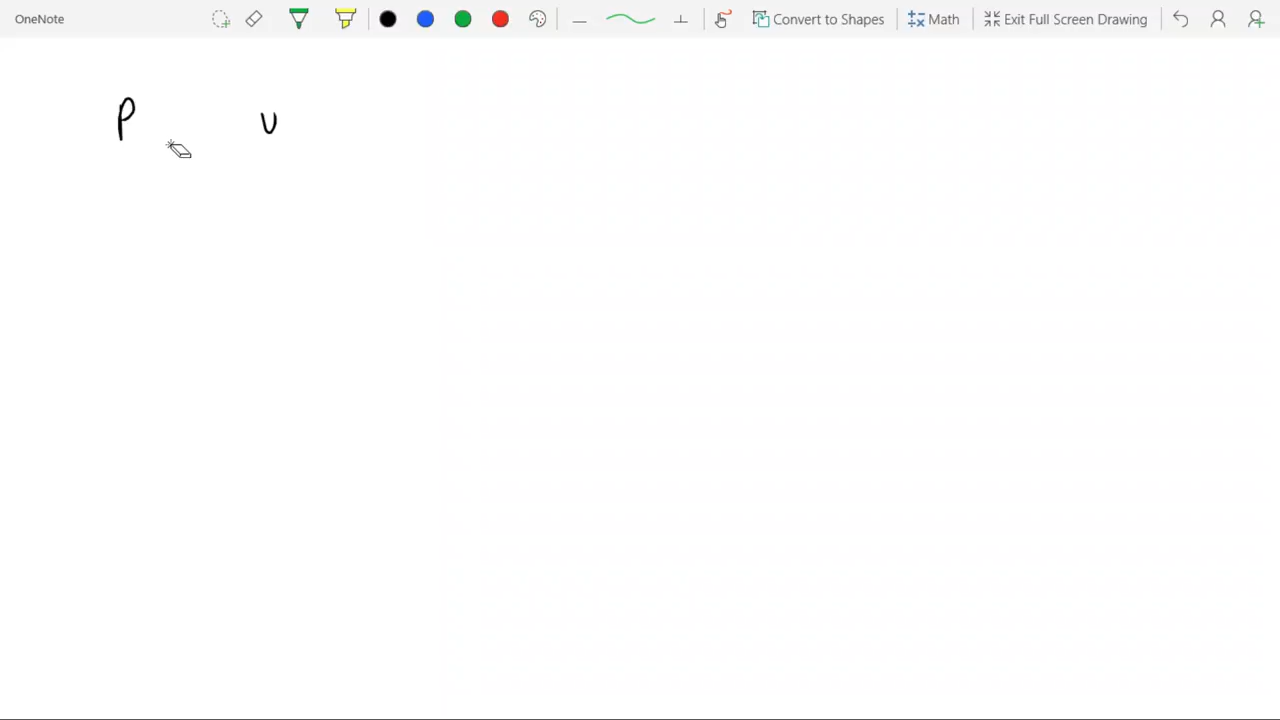 OneNote Convert to Shapes Math Exit Full Screen Drawing
P υ